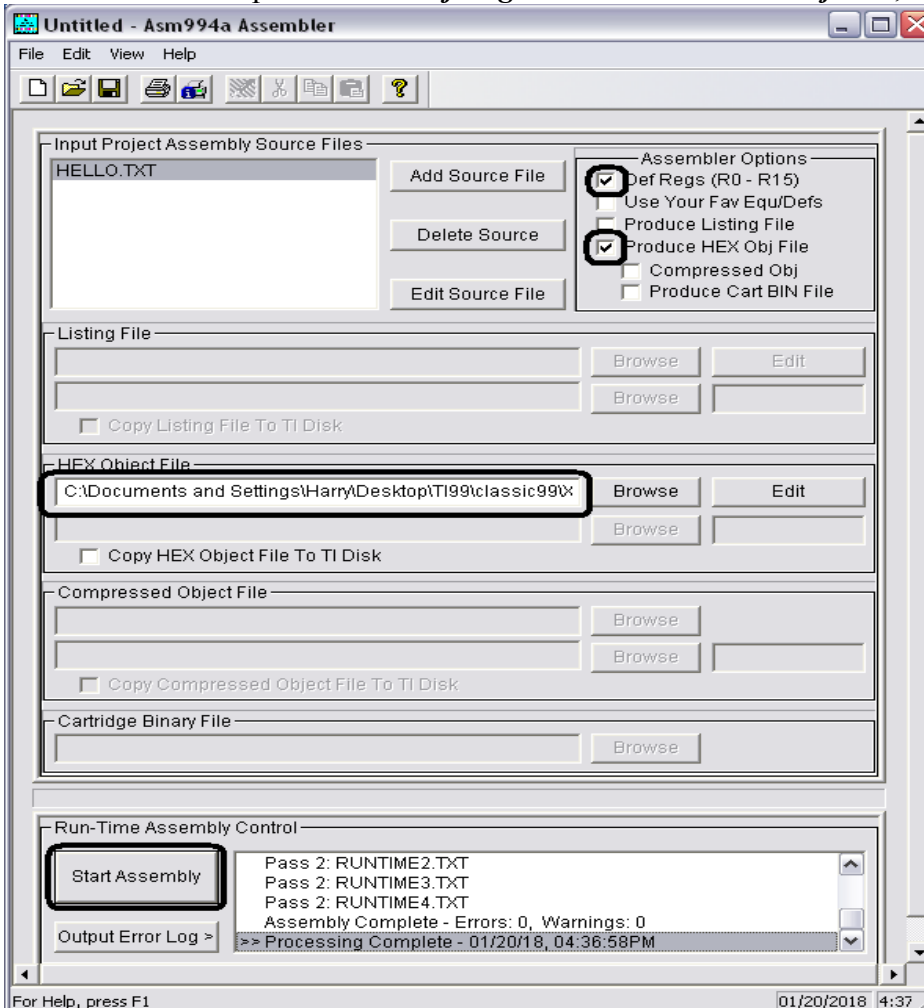 Untitled - Asm994a Assembler
File Edit View Help
Input Project Assembly Source Files
HELLO.TXT
Add Source File
Delete Source
Edit Source File
Assembler Options
Def Regs (R0 - R15)
Use Your Fav Equ/Defs
Produce Listing File
Produce HEX Obj File
Compressed Obj
Produce Cart BIN File
Listing File
Browse Edit
Browse
Copy Listing File To TI Disk
HEX Object File
C:\Documents and Settings\Harry\Desktop\TI99\classic99\X Browse Edit
Browse
Copy HEX Object File To TI Disk
Compressed Object File
Browse
Browse
Copy Compressed Object File To TI Disk
Cartridge Binary File
Browse
Run-Time Assembly Control
Start Assembly
Output Error Log >
Pass 2: RUNTIME2.TXT
Pass 2: RUNTIME3.TXT
Pass 2: RUNTIME4.TXT
Assembly Complete - Errors: 0, Warnings: 0
>> Processing Complete - 01/20/18, 04:36:58PM
For Help, press F1 01/20/2018 4:37